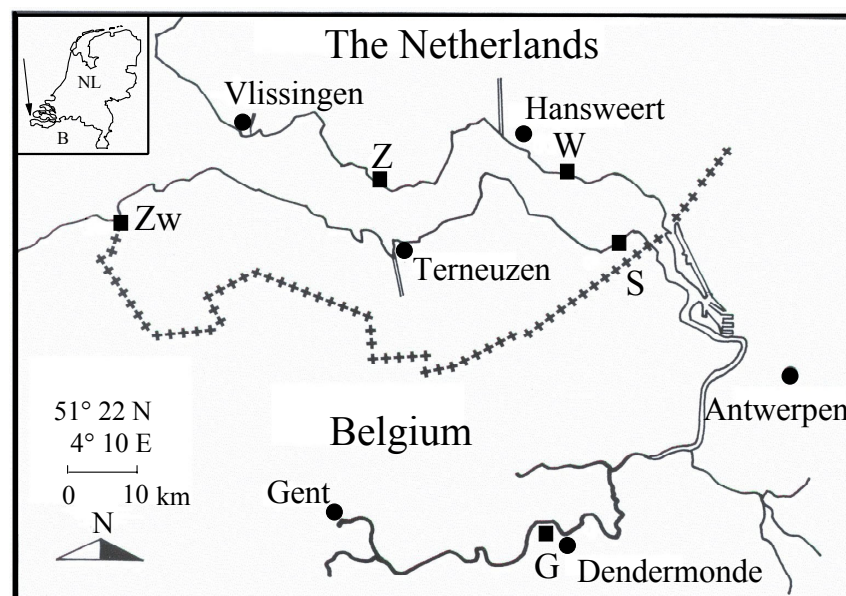 The Netherlands
NL
B
Vlissingen
Hansweert
Z
W
Zw
Terneuzen
S
51° 22 N
4° 10 E
0 10 km
N
Belgium
Antwerpen
Gent
G
Dendermonde